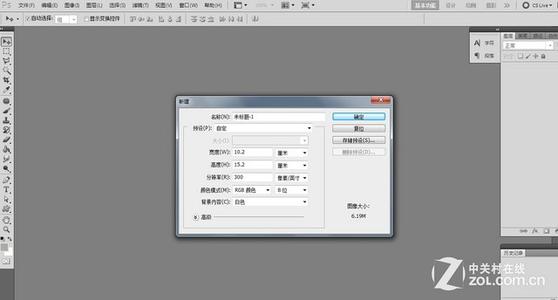 Ps 文件(F) 编辑(E) 图像(I) 图层(L) 选择(S) 滤镜(T) 视图(V) 窗口(W) 帮助(H)
基本功能 设计 绘画 摄影 CS Live
自动选择: 组 显示变换控件
字符
段落
图层
正常
新建
名称(N): 未标题-1
确定
预设(P): 自定
复位
大小(I):
存储预设(S)...
宽度(W): 10.2 厘米
删除预设(D)...
高度(H): 15.2 厘米
分辨率(R): 300 像素/英寸
颜色模式(M): RGB 颜色 8 位
背景内容(C): 白色
图像大小:
6.19M
高级
历史记录
中关村在线
ZOL.com.cn